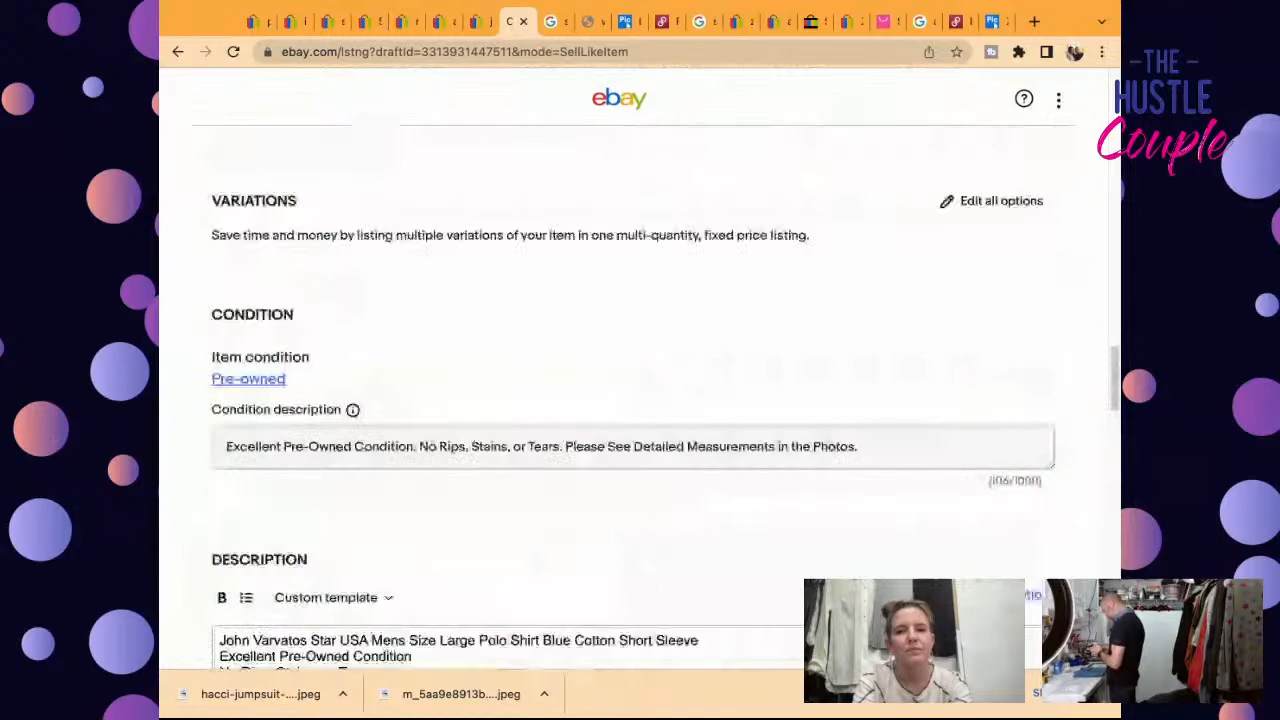 ebay.com/lstng?draftId=3313931447511&mode=SellLikeItem
THE
HUSTLE
Couple
ebay
VARIATIONS
Edit all options
Save time and money by listing multiple variations of your item in one multi-quantity, fixed price listing.
CONDITION
Item condition
Pre-owned
Condition description
Excellent Pre-Owned Condition. No Rips, Stains, or Tears. Please See Detailed Measurements in the Photos.
DESCRIPTION
B
Custom template
John Varvatos Star USA Mens Size Large Polo Shirt Blue Cotton Short Sleeve
Excellent Pre-Owned Condition
hacci-jumpsuit-....jpeg
m_5aa9e8913b....jpeg